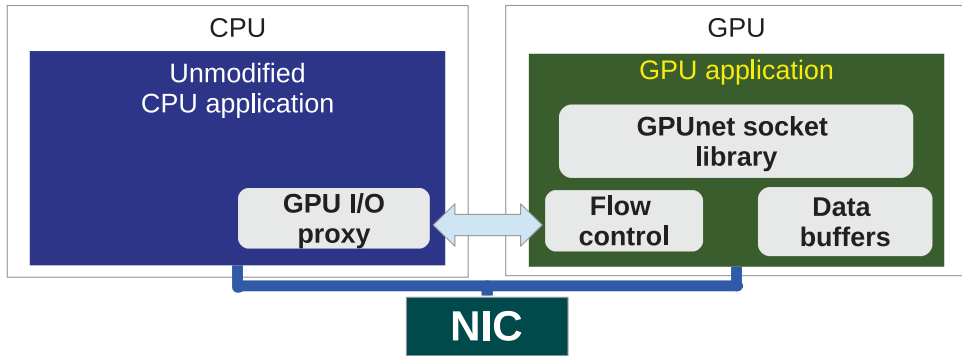 CPU
Unmodified
CPU application
GPU I/O
proxy
GPU
GPU application
GPUnet socket
library
Flow
control
Data
buffers
NIC